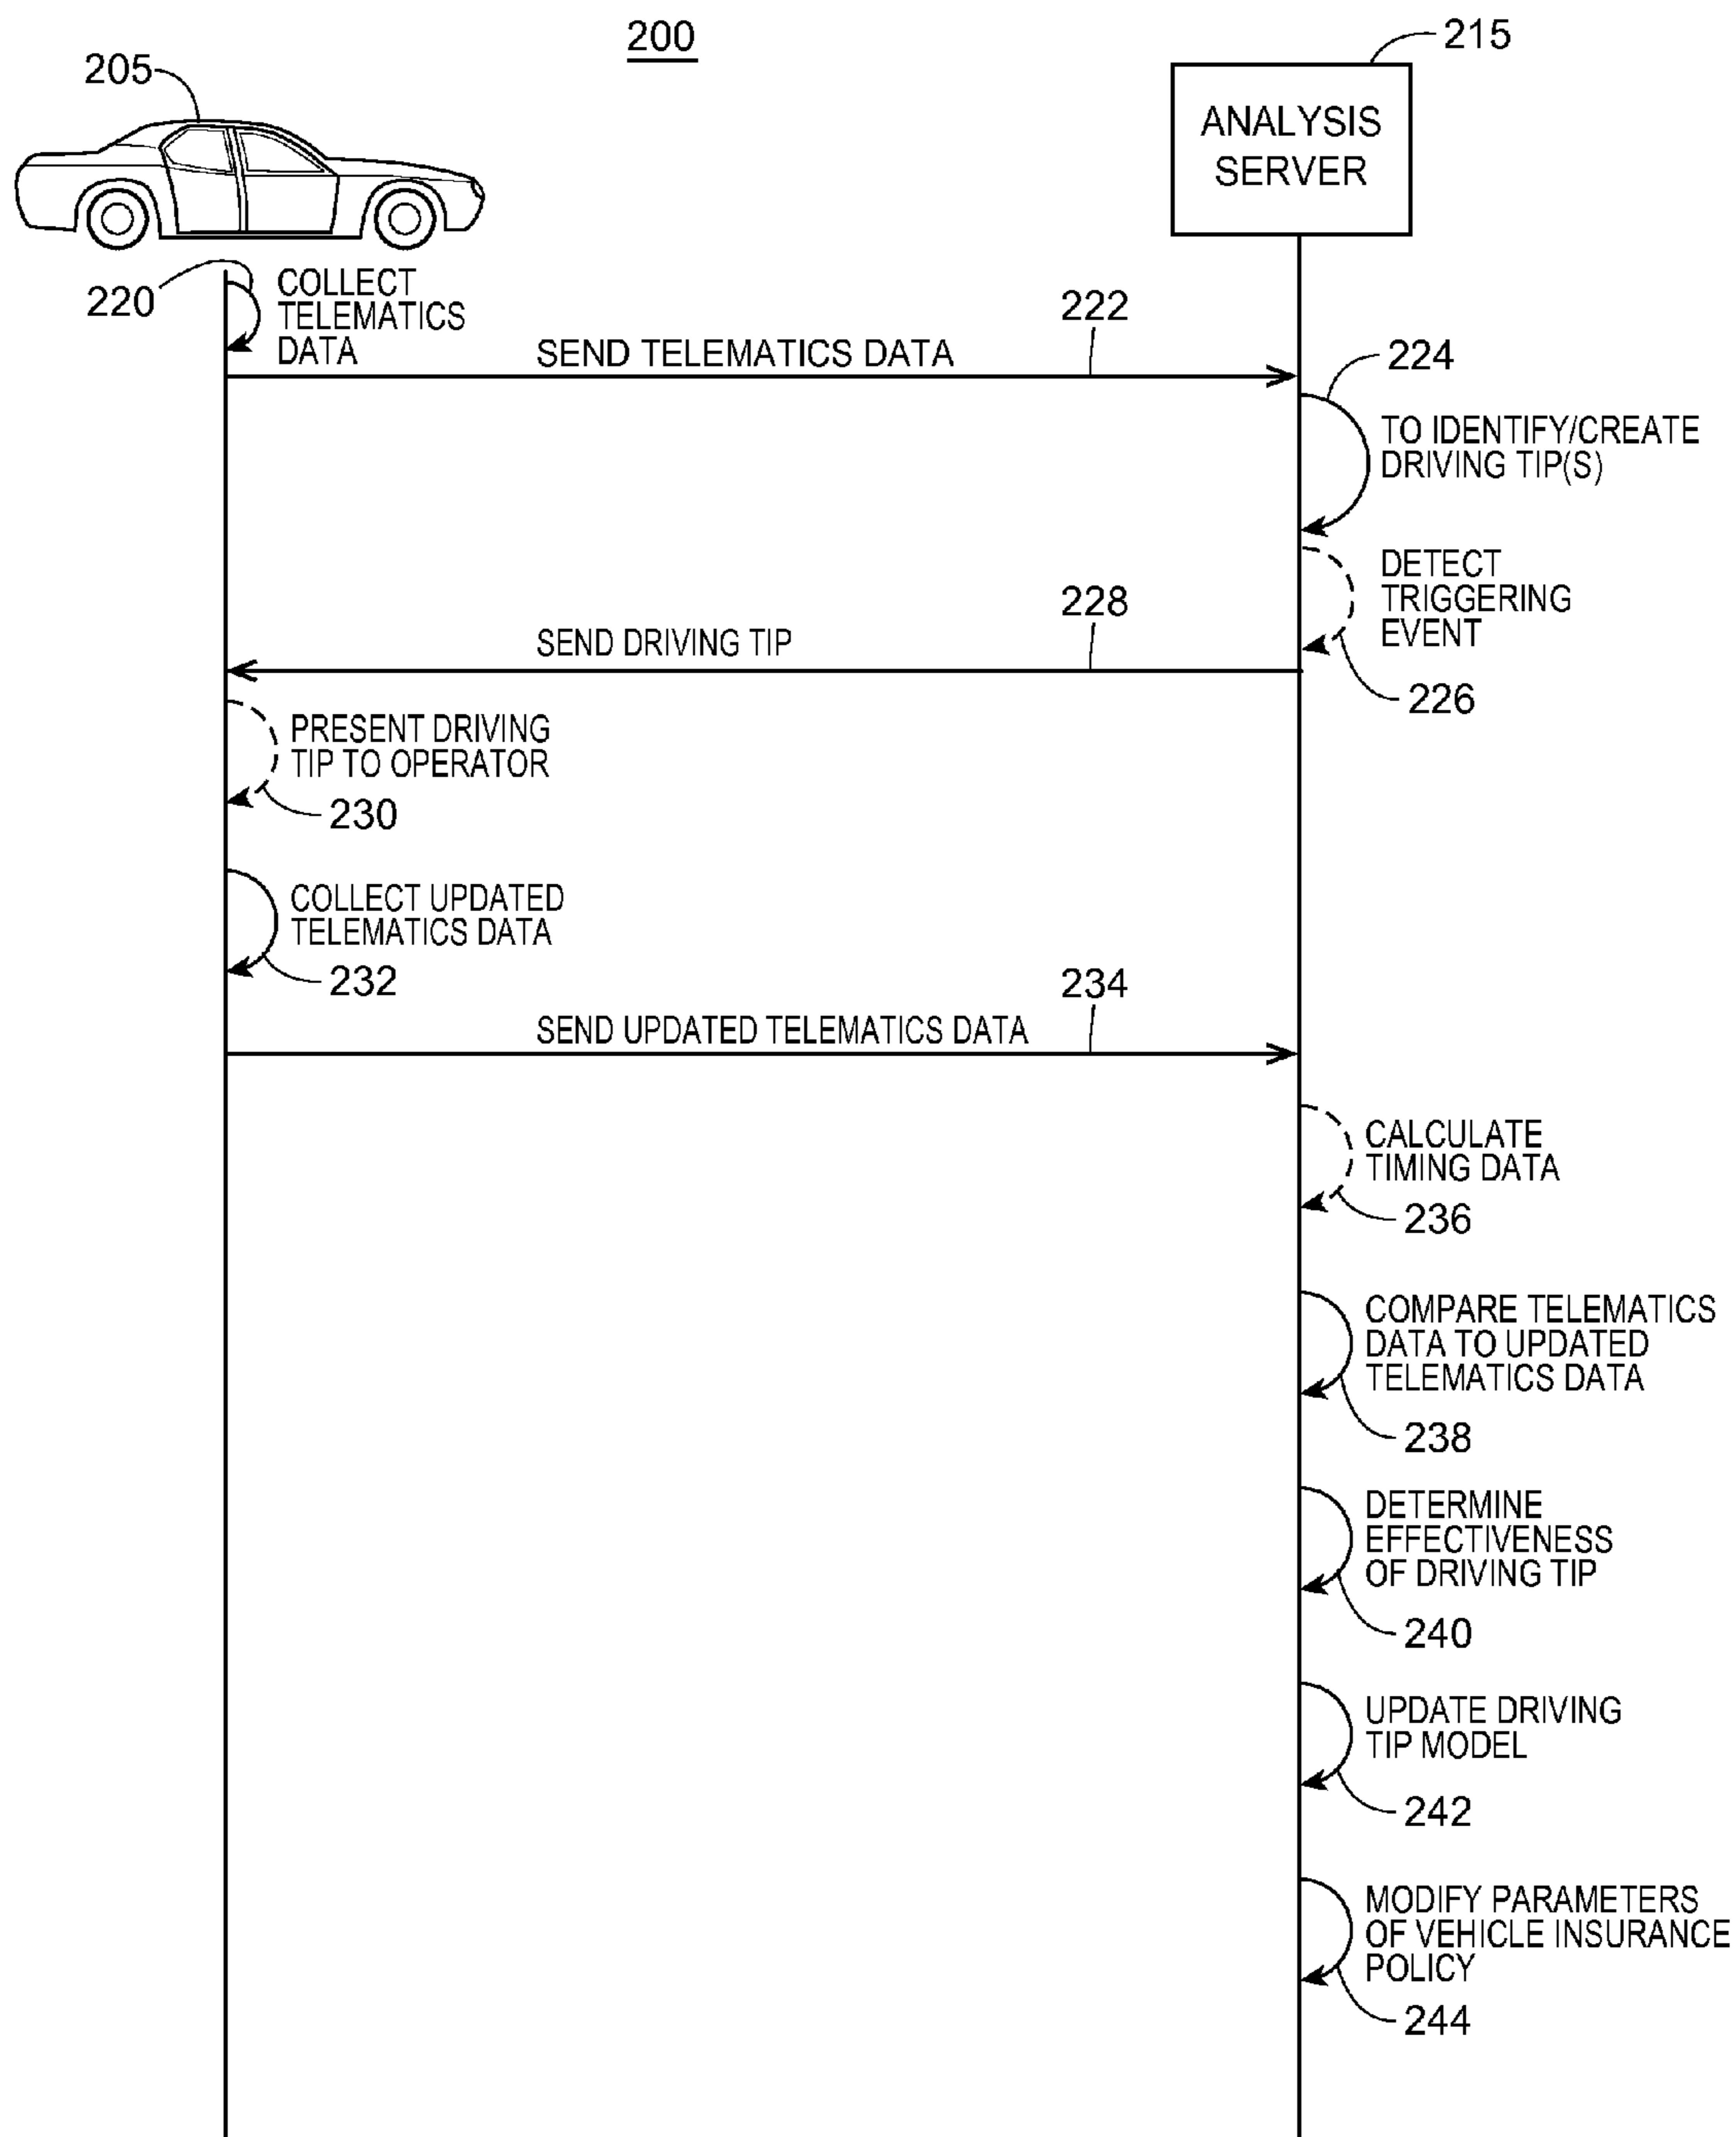 200
205
215
ANALYSIS
SERVER
220
COLLECT
TELEMATICS
DATA
222
SEND TELEMATICS DATA
224
TO IDENTIFY/CREATE
DRIVING TIP(S)
DETECT
TRIGGERING
EVENT
226
228
SEND DRIVING TIP
PRESENT DRIVING
TIP TO OPERATOR
230
COLLECT UPDATED
TELEMATICS DATA
232
234
SEND UPDATED TELEMATICS DATA
CALCULATE
TIMING DATA
236
COMPARE TELEMATICS
DATA TO UPDATED
TELEMATICS DATA
238
DETERMINE
EFFECTIVENESS
OF DRIVING TIP
240
UPDATE DRIVING
TIP MODEL
242
MODIFY PARAMETERS
OF VEHICLE INSURANCE
POLICY
244